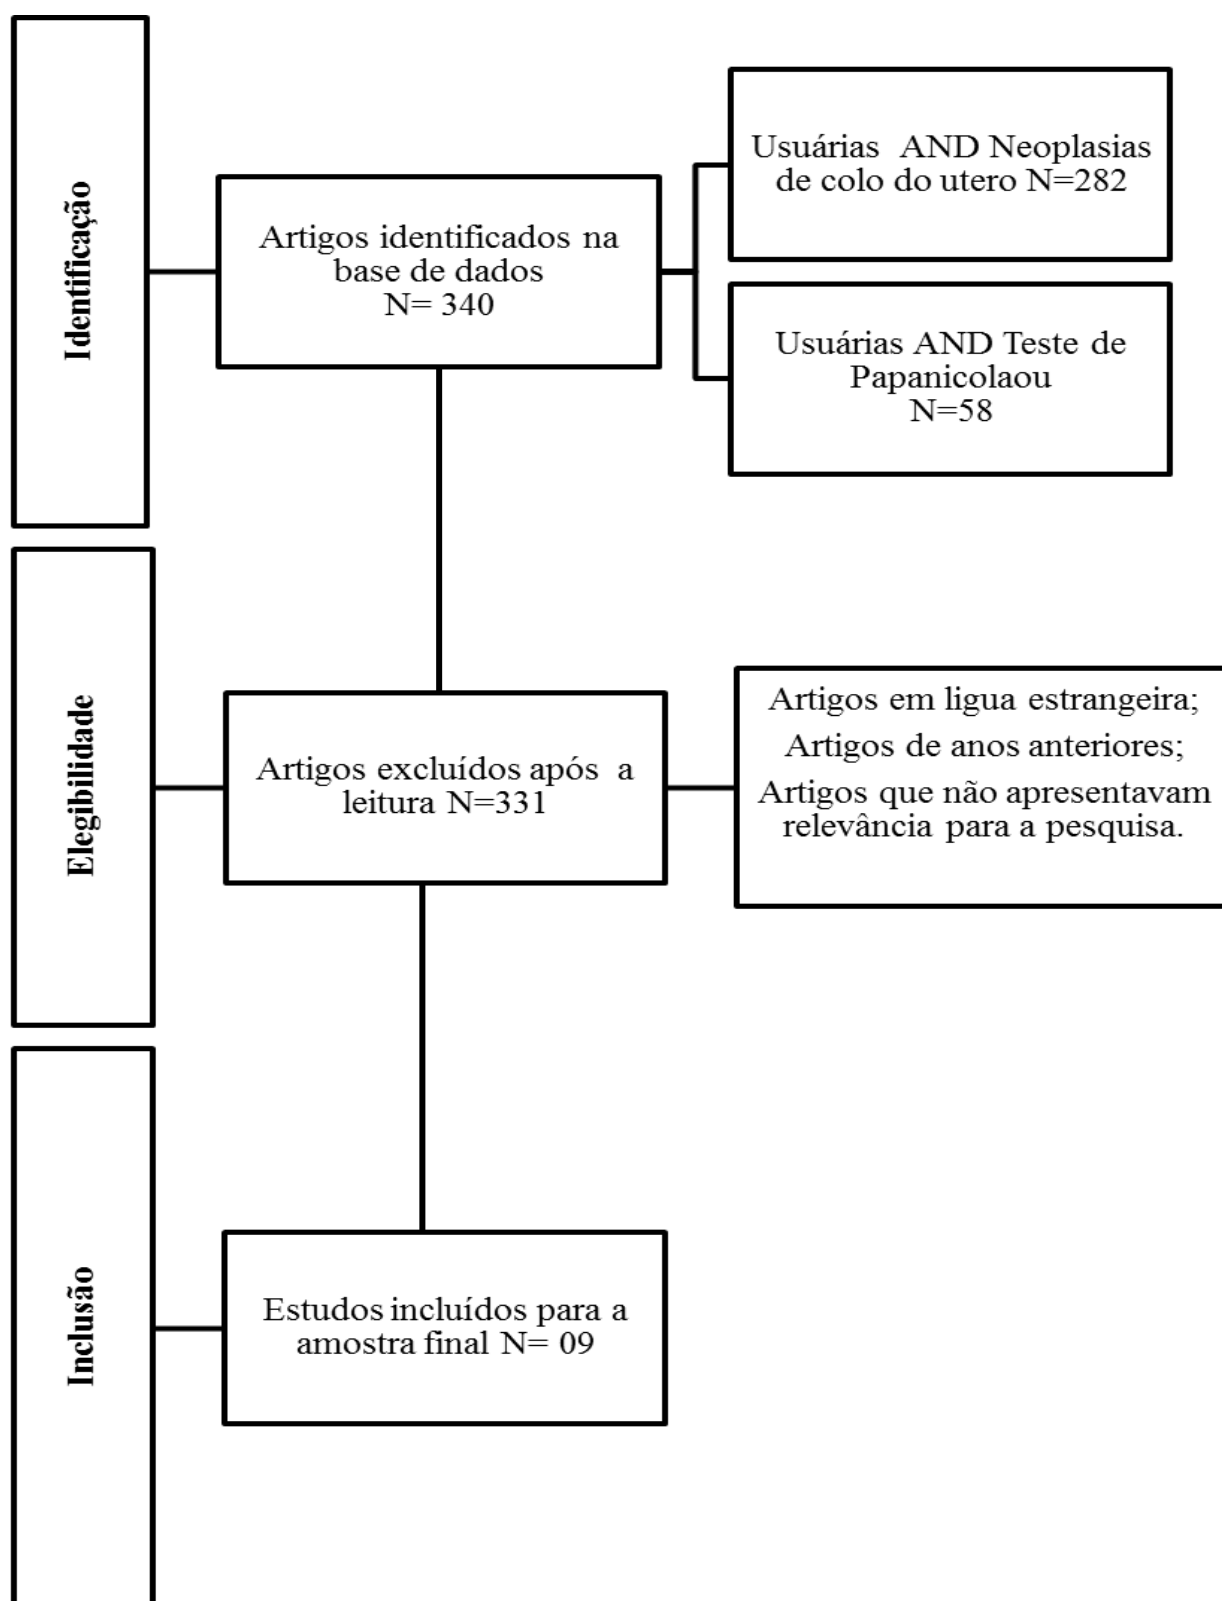 Identificação
Artigos identificados na
base de dados
N= 340
Usuárias AND Neoplasias
de colo do utero N=282
Usuárias AND Teste de
Papanicolaou
N=58
Elegibilidade
Artigos excluídos após a
leitura N=331
Artigos em ligua estrangeira;
Artigos de anos anteriores;
Artigos que não apresentavam
relevância para a pesquisa.
Inclusão
Estudos incluídos para a
amostra final N= 09